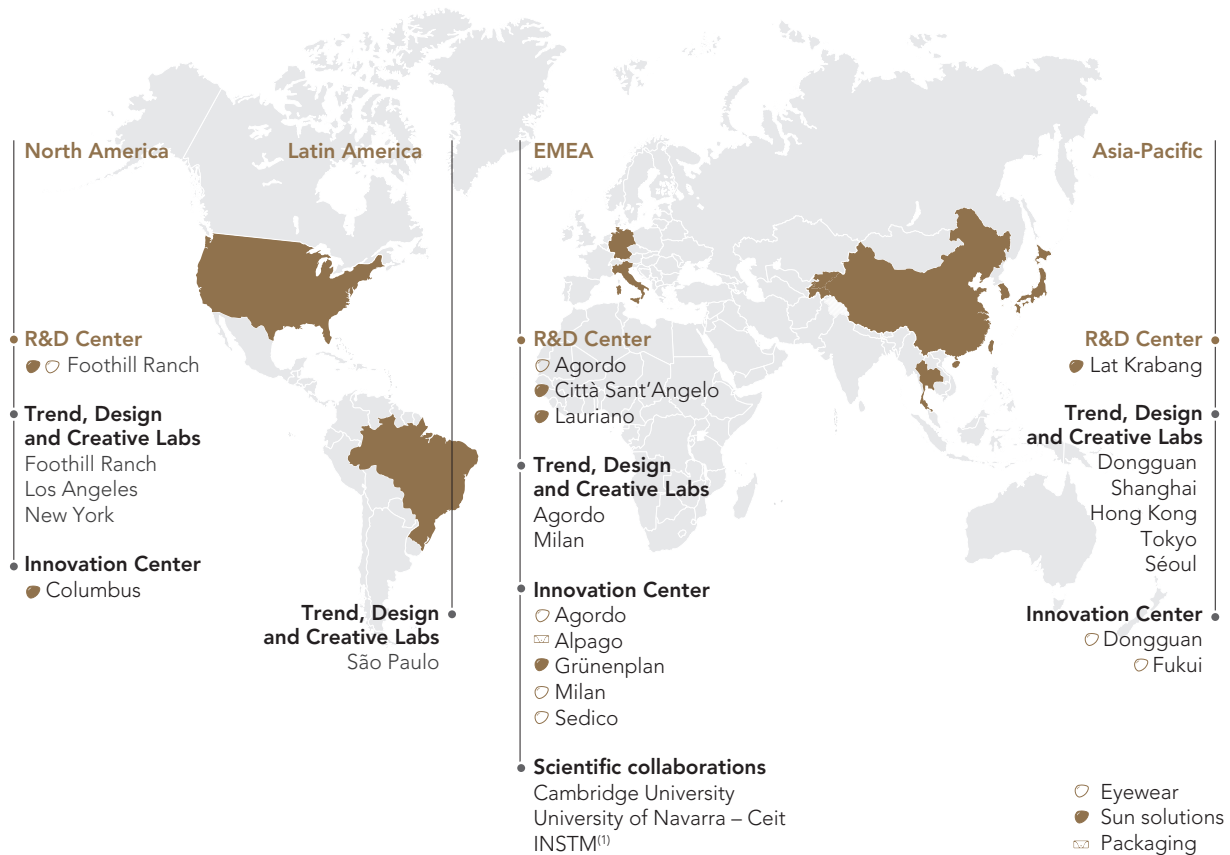 North America
R&D Center
Foothill Ranch
Trend, Design
and Creative Labs
Foothill Ranch
Los Angeles
New York
Innovation Center
Columbus
Latin America
Trend, Design
and Creative Labs
São Paulo
EMEA
R&D Center
Agordo
Città Sant’Angelo
Lauriano
Trend, Design
and Creative Labs
Agordo
Milan
Innovation Center
Agordo
Alpago
Grünenplan
Milan
Sedico
Scientific collaborations
Cambridge University
University of Navarra – Ceit
INSTM(1)
Asia-Pacific
R&D Center
Lat Krabang
Trend, Design
and Creative Labs
Dongguan
Shanghai
Hong Kong
Tokyo
Séoul
Innovation Center
Dongguan
Fukui
Eyewear
Sun solutions
Packaging